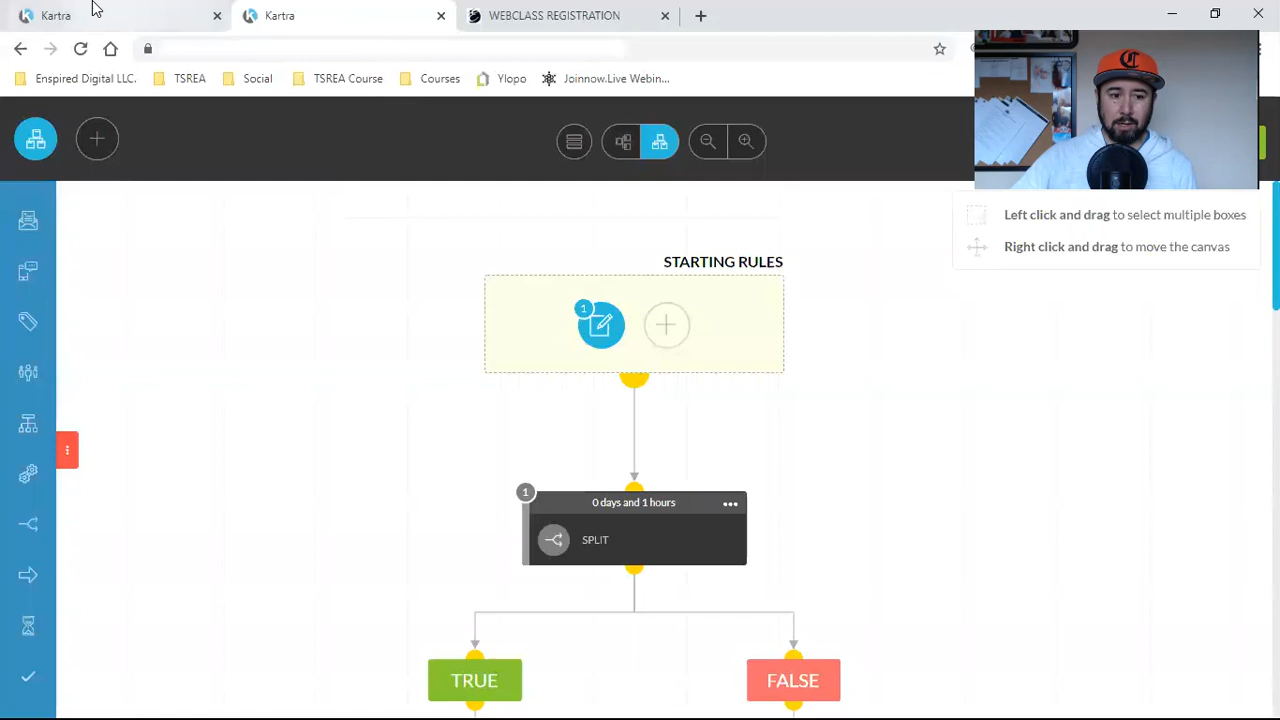 Kartra
Kartra
WEBCLASS REGISTRATION
Enspired Digital LLC.
TSREA
Social
TSREA Course
Courses
Ylopo
Joinnow.Live Webin...
Left click and drag to select multiple boxes
Right click and drag to move the canvas
STARTING RULES
1
1
0 days and 1 hours
SPLIT
TRUE
FALSE